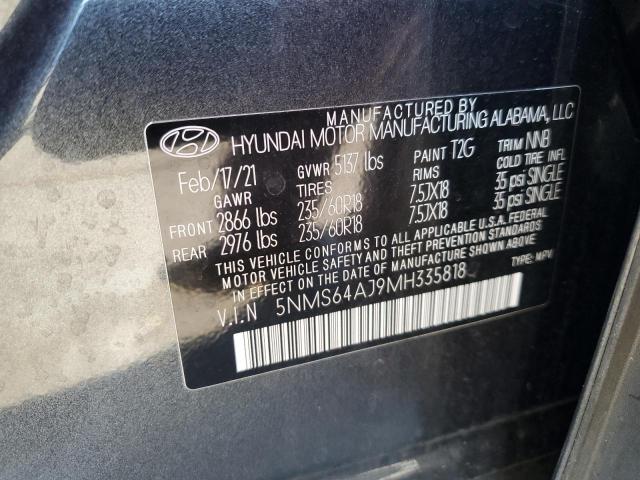 MANUFACTURED BY
HYUNDAI MOTOR MANUFACTURING ALABAMA, LLC
Feb/17/21 GVWR 5137 lbs PAINT T2G TRIM NNB
GAWR TIRES RIMS COLD TIRE INFL
FRONT 2866 lbs 235/60R18 7.5JX18 35 psi SINGLE
REAR 2976 lbs 235/60R18 7.5JX18 35 psi SINGLE
THIS VEHICLE CONFORMS TO ALL APPLICABLE U.S.A. FEDERAL
MOTOR VEHICLE SAFETY AND THEFT PREVENTION STANDARDS
IN EFFECT ON THE DATE OF MANUFACTURE SHOWN ABOVE.
V.I.N 5NMS64AJ9MH335818 TYPE: MPV